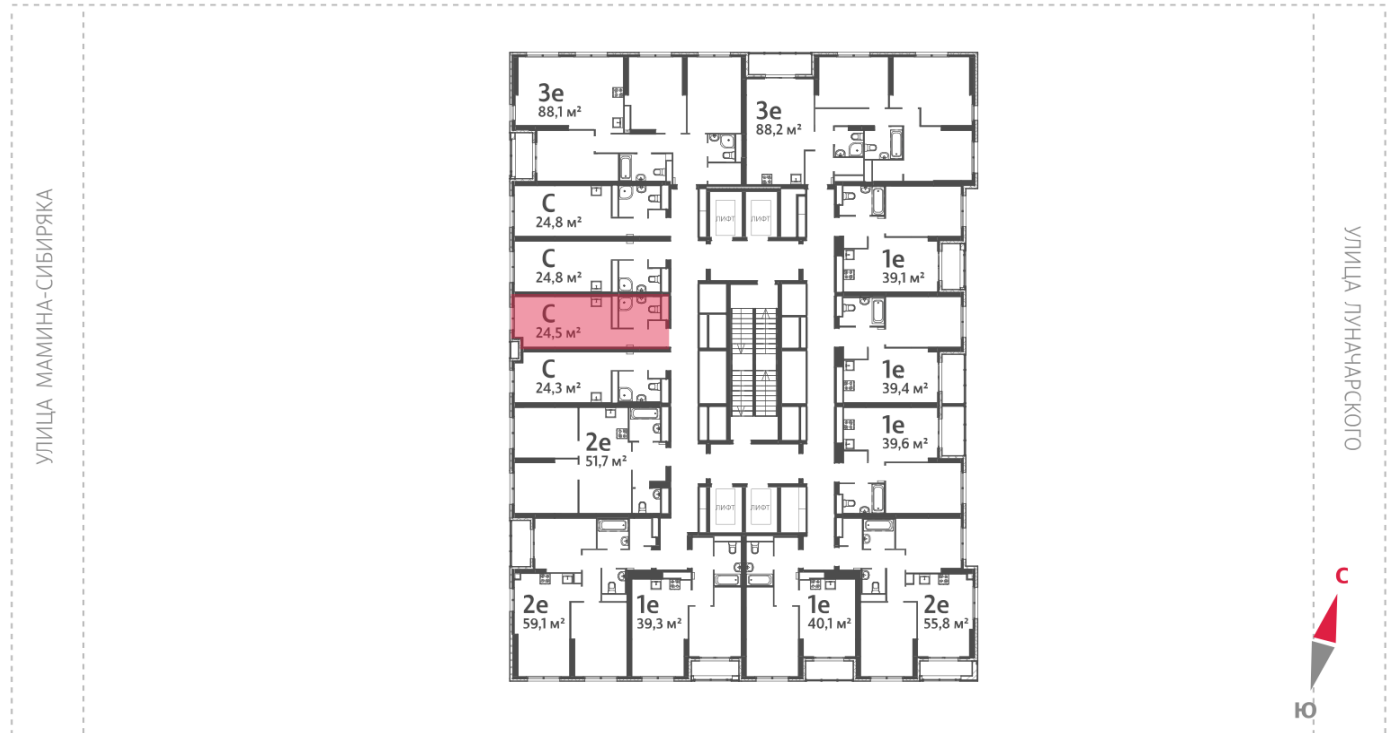 УЛИЦА МАМИНА-СИБИРЯКА
3е
88,1 м²
3е
88,2 м²
С
24,8 м²
ЛИФТ
ЛИФТ
С
24,8 м²
1е
39,1 м²
С
24,5 м²
С
24,3 м²
1е
39,4 м²
2е
51,7 м²
1е
39,6 м²
ЛИФТ
ЛИФТ
2е
59,1 м²
1е
39,3 м²
1е
40,1 м²
2е
55,8 м²
УЛИЦА ЛУНАЧАРСКОГО
С
Ю